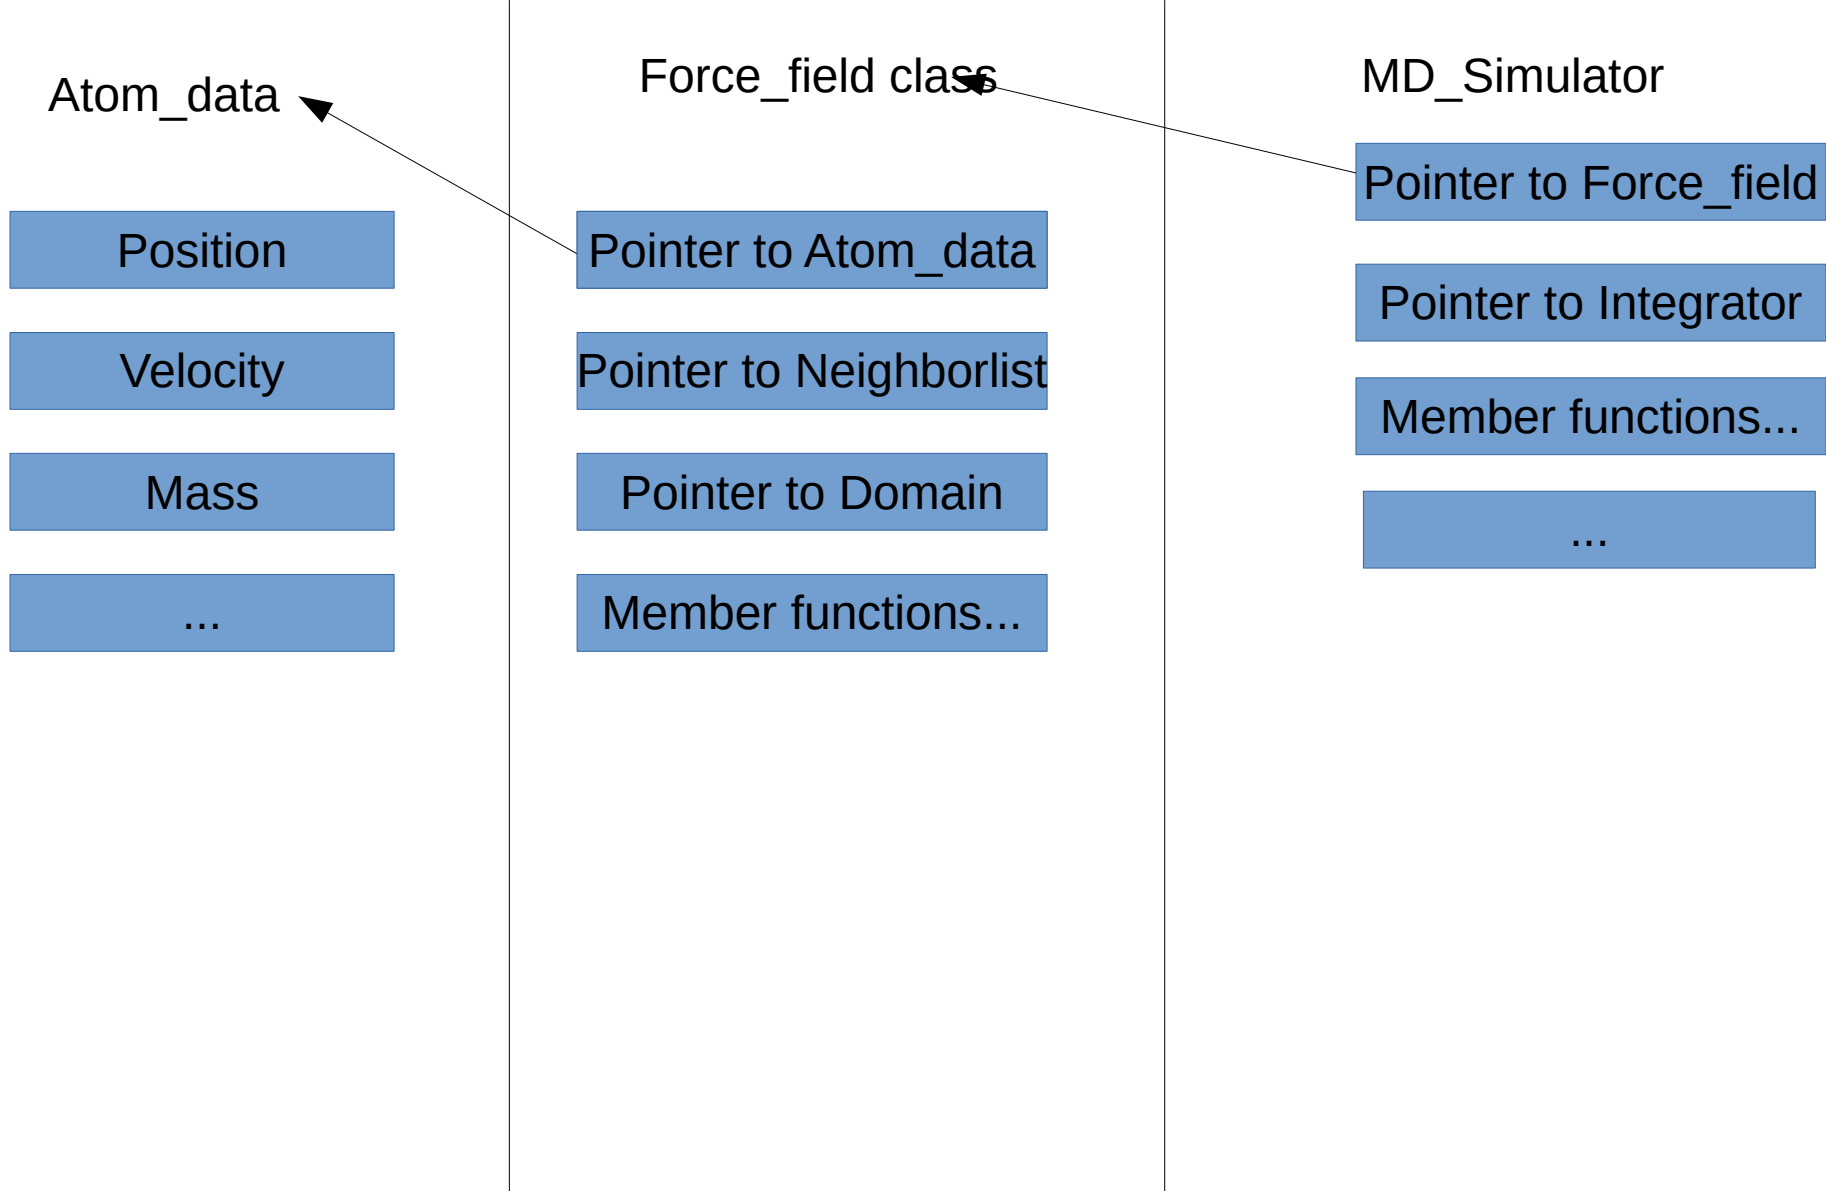 Atom_data
Position
Velocity
Mass
...
Force_field class
Pointer to Atom_data
Pointer to Neighborlist
Pointer to Domain
Member functions...
MD_Simulator
Pointer to Force_field
Pointer to Integrator
Member functions...
...